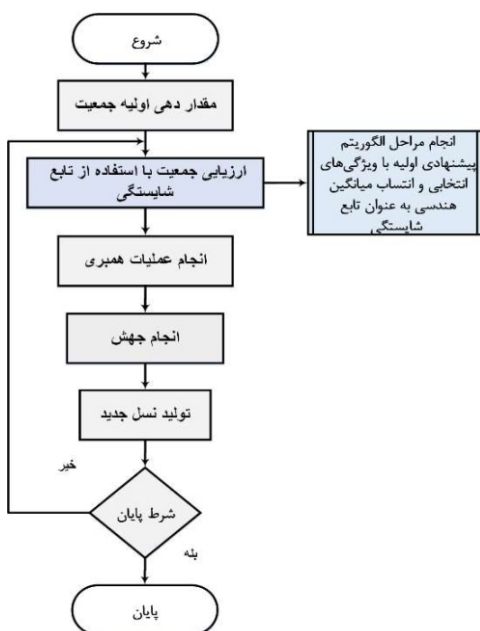 شروع
مقدار دهی اولیه جمعیت
ارزیابی جمعیت با استفاده از تابع
شایستگی
انجام مراحل الگوریتم
پیشنهادی اولیه با ویژگی‌های
انتخابی و انتساب میانگین
هندسی به عنوان تابع
شایستگی
انجام عملیات همبری
انجام جهش
تولید نسل جدید
خیر
شرط پایان
بله
پایان